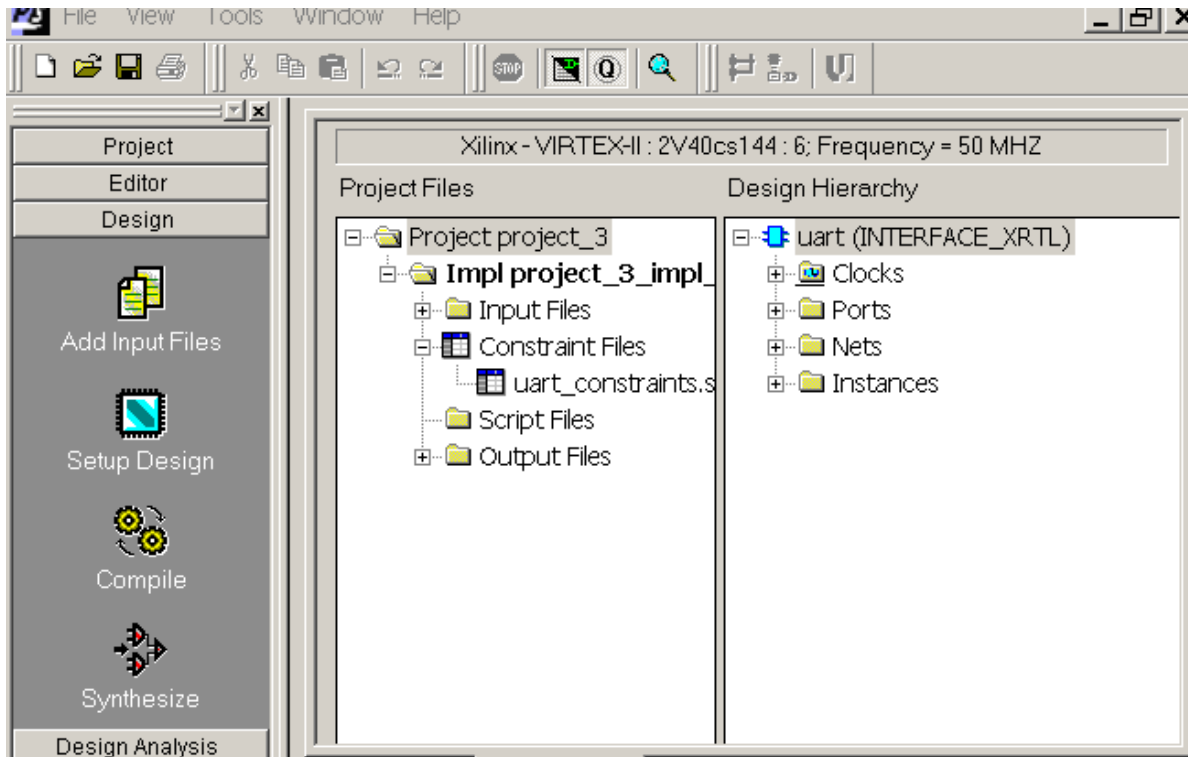 File View Tools Window Help
STOP Q
Project
Editor
Design
Add Input Files
Setup Design
Compile
Synthesize
Design Analysis
Xilinx - VIRTEX-II : 2V40cs144 : 6; Frequency = 50 MHZ
Project Files
Project project_3
Impl project_3_impl_
Input Files
Constraint Files
uart_constraints.s
Script Files
Output Files
Design Hierarchy
uart (INTERFACE_XRTL)
Clocks
Ports
Nets
Instances